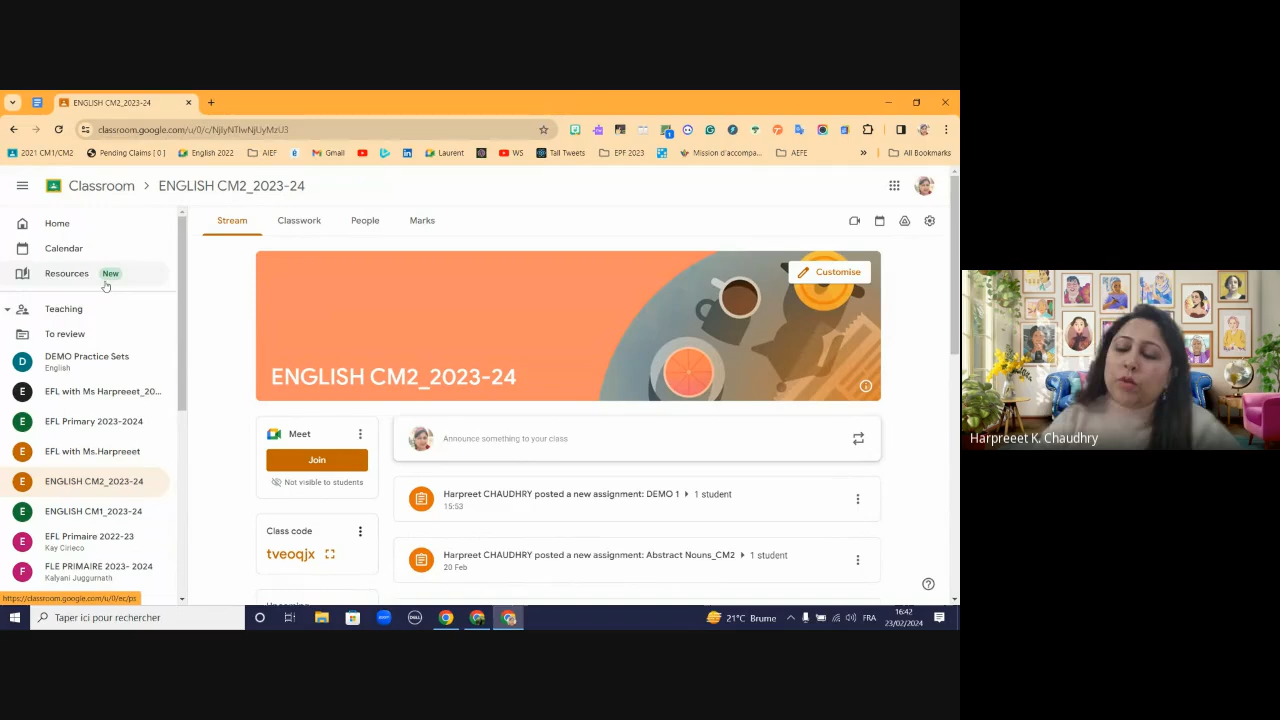 ENGLISH CM2_2023-24
classroom.google.com/u/0/c/NjIyNTIwNjUyMzU3
2021 CM1/CM2
Pending Claims [ 0 ]
English 2022
AIEF
Gmail
Laurent
WS
Tall Tweets
EPF 2023
Mission d'accompa...
AEFE
»
All Bookmarks
Classroom > ENGLISH CM2_2023-24
Home
Calendar
Resources New
Teaching
To review
D
DEMO Practice Sets
English
E
EFL with Ms Harpreeet_20...
E
EFL Primary 2023-2024
E
EFL with Ms.Harpreeet
E
ENGLISH CM2_2023-24
E
ENGLISH CM1_2023-24
E
EFL Primaire 2022-23
Kay Cirieco
F
FLE PRIMAIRE 2023- 2024
Kalyani Juggurnath
https://classroom.google.com/u/0/ec/ps
Stream
Classwork
People
Marks
Customise
ENGLISH CM2_2023-24
Meet
Join
Not visible to students
Class code
tveoqjx
Announce something to your class
Harpreet CHAUDHRY posted a new assignment: DEMO 1 1 student
15:53
Harpreet CHAUDHRY posted a new assignment: Abstract Nouns_CM2 1 student
20 Feb
Taper ici pour rechercher
DELL
21°C Brume
FRA
16:42
23/02/2024
Harpreeet K. Chaudhry